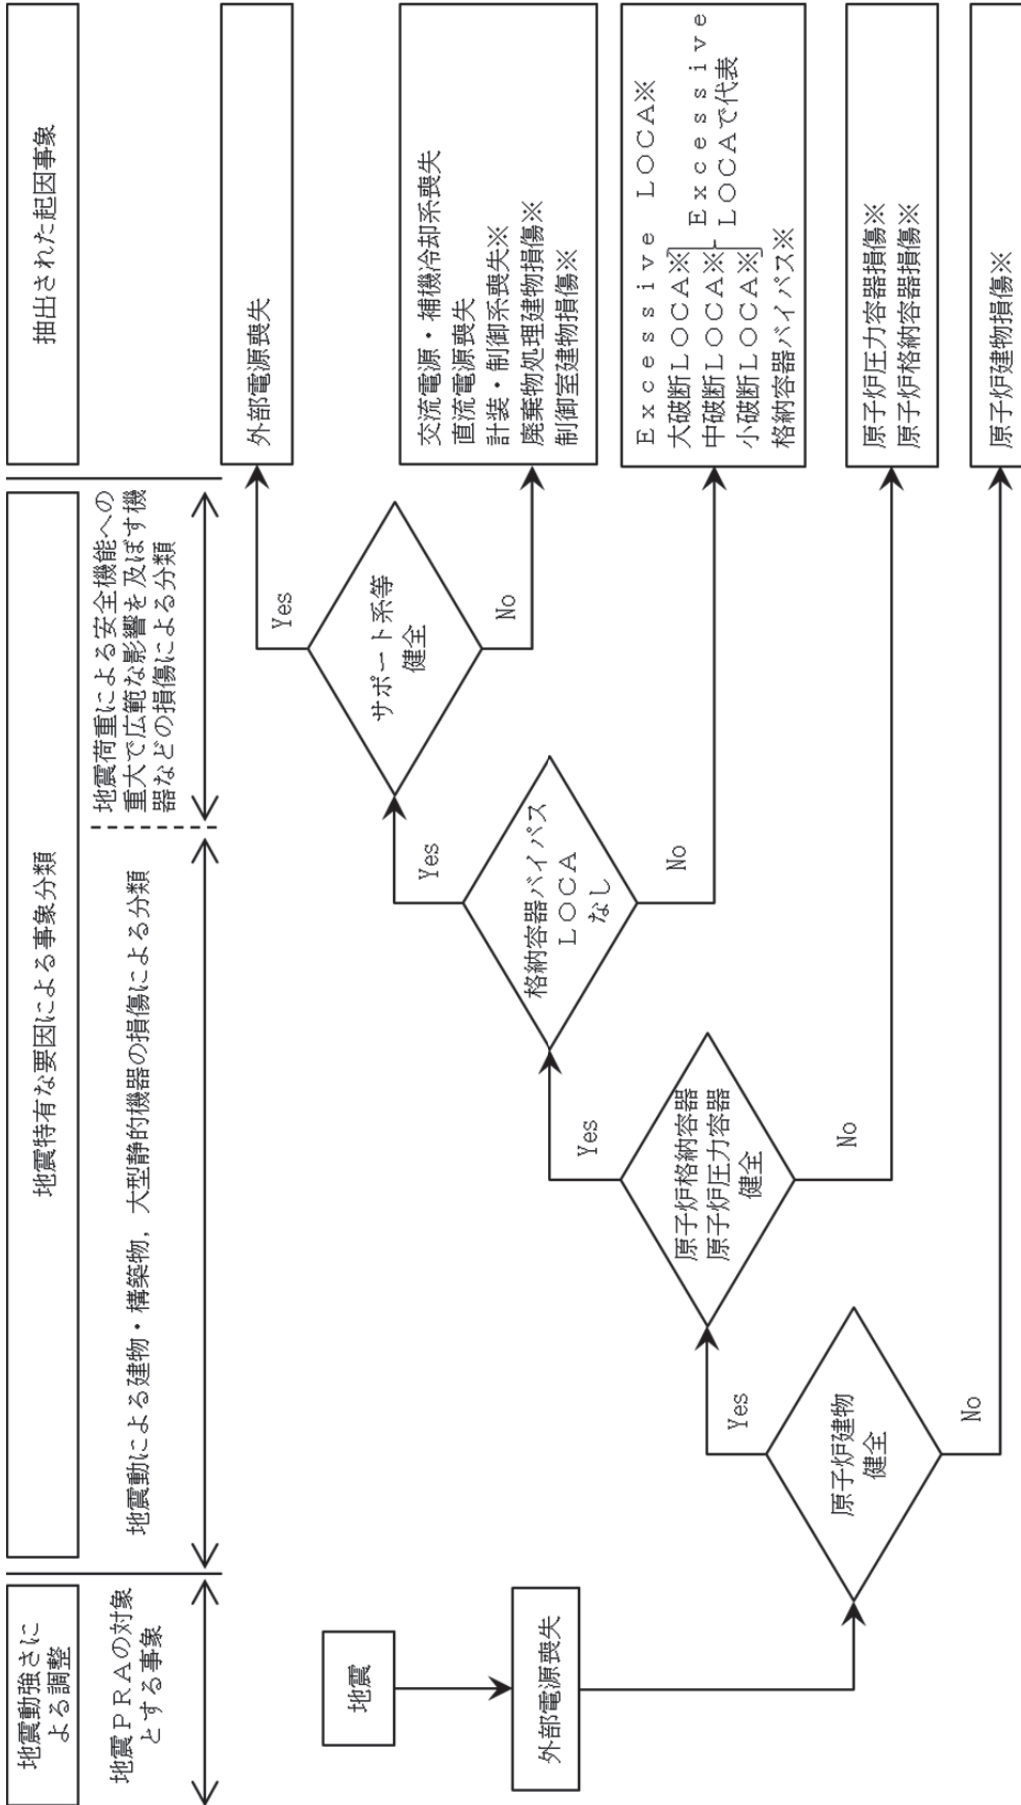 地震動強さに
よる調整
地震特有な要因による事象分類
抽出された起因事象
地震PRAの対象
とする事象
地震動による建物・構築物，大型静的機器の損傷による分類
地震荷重による安全機能への
重大で広範な影響を及ぼす機
器などの損傷による分類
地震
外部電源喪失
原子炉建物
健全
Yes
No
原子炉格納容器
原子炉圧力容器
健全
Yes
No
格納容器バイパス
LOCA
なし
Yes
No
サポート系等
健全
Yes
No
外部電源喪失
交流電源・補機冷却系喪失
直流電源喪失
計装・制御系喪失※
廃棄物処理建物損傷※
制御室建物損傷※
Excessive LOCA※
大破断LOCA※
中破断LOCA※
小破断LOCA※
Excessive
LOCAで代表
格納容器バイパス※
原子炉圧力容器損傷※
原子炉格納容器損傷※
原子炉建物損傷※